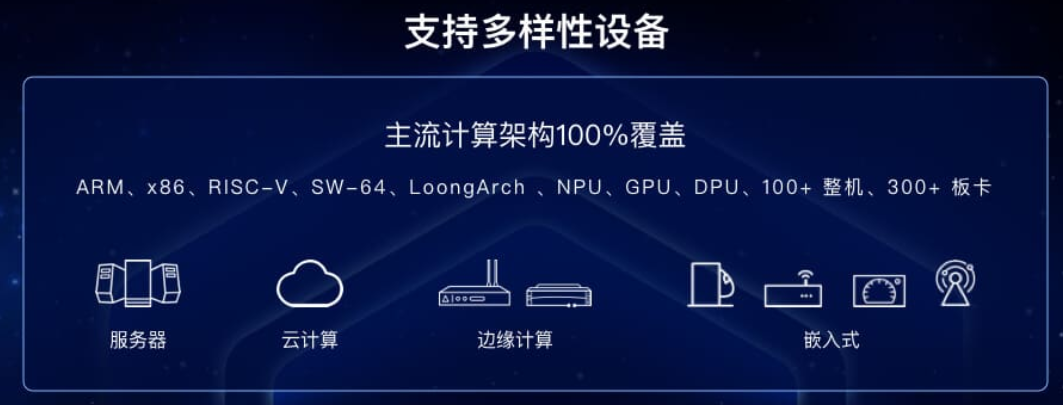 支持多样性设备
主流计算架构100%覆盖
ARM、x86、RISC-V、SW-64、LoongArch 、NPU、GPU、DPU、100+ 整机、300+ 板卡
服务器 云计算 边缘计算 嵌入式